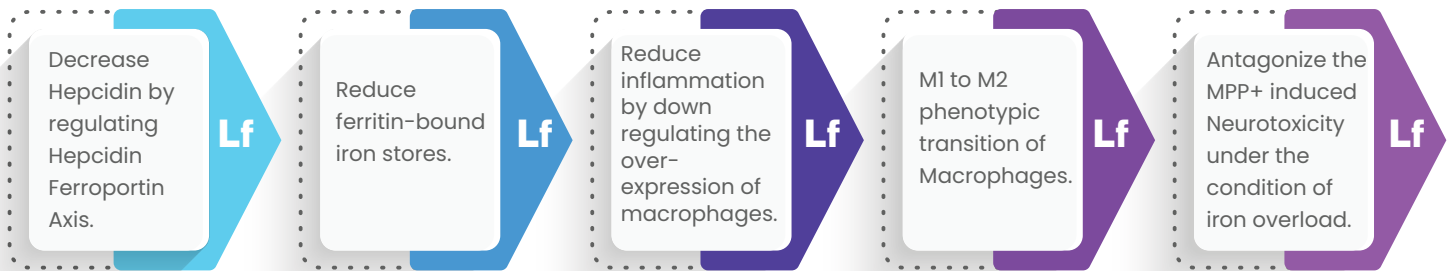 Decrease
Hepcidin by
regulating
Hepcidin
Ferroportin
Axis.
Lf
Reduce
ferritin-bound
iron stores.
Lf
Reduce
inflammation
by down
regulating the
over-
expression of
macrophages.
Lf
M1 to M2
phenotypic
transition of
Macrophages.
Lf
Antagonize the
MPP+ induced
Neurotoxicity
under the
condition of
iron overload.
Lf